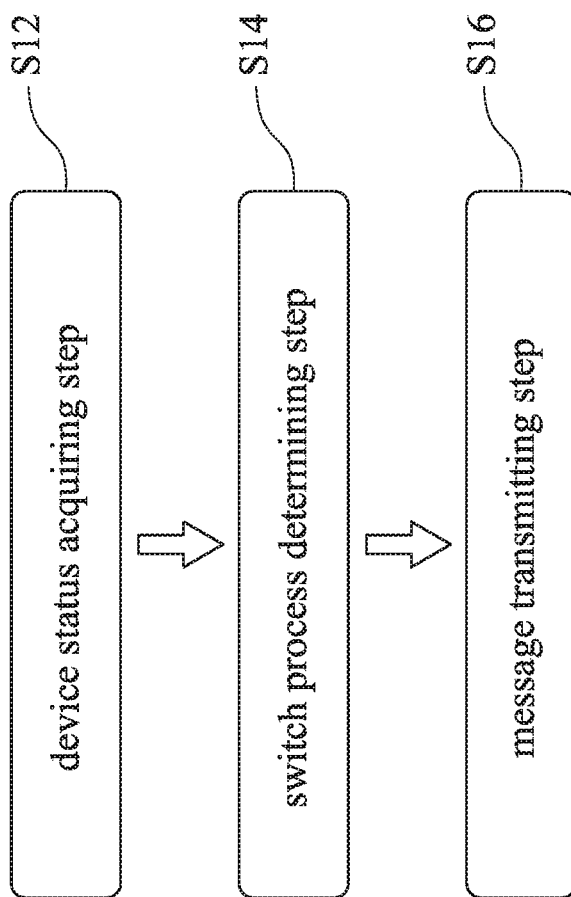 device status acquiring step
S12
switch process determining step
S14
message transmitting step
S16